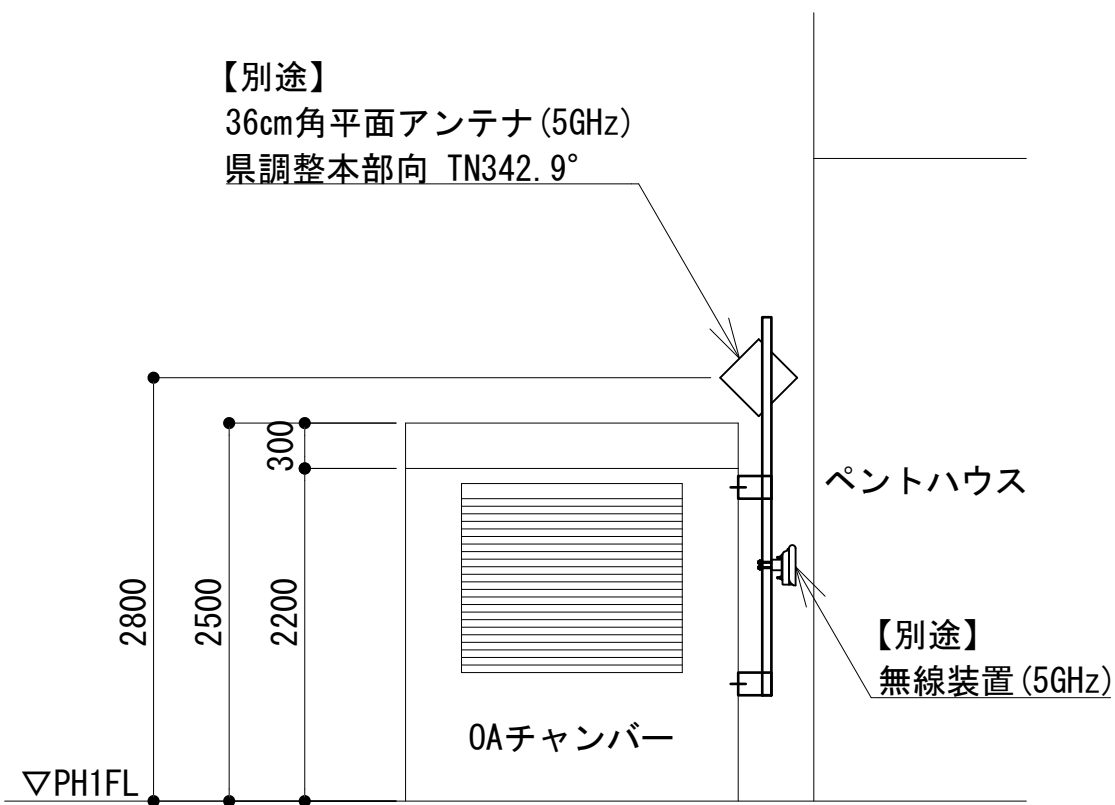 【別途】
36cm角平面アンテナ(5GHz)
県調整本部向 TN342.9°
300
ペントハウス
2800
2500
2200
【別途】
無線装置(5GHz)
OAチャンバー
▽PH1FL